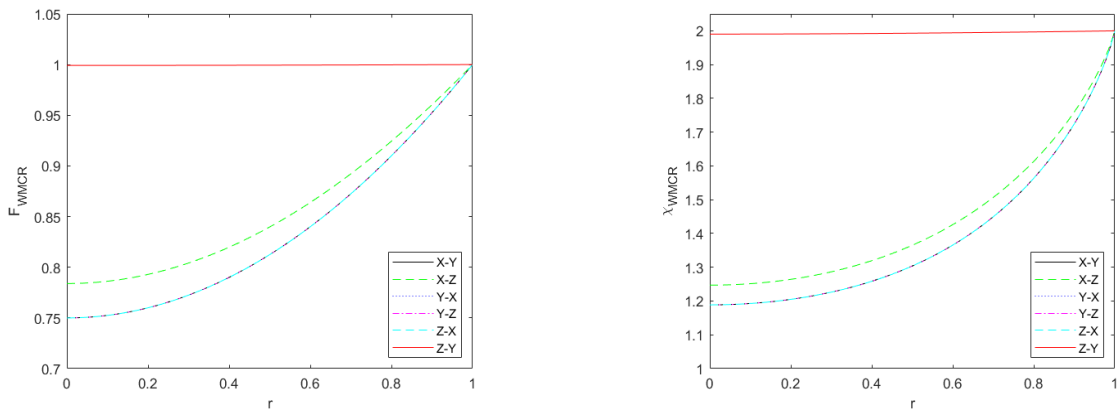 1.05
1
0.95
0.9
0.85
0.8
0.75
0.7
F_WMCR
0 0.2 0.4 0.6 0.8 1
r
X-Y
X-Z
Y-X
Y-Z
Z-X
Z-Y
2
1.9
1.8
1.7
1.6
1.5
1.4
1.3
1.2
1.1
1
χ_WMCR
0 0.2 0.4 0.6 0.8 1
r
X-Y
X-Z
Y-X
Y-Z
Z-X
Z-Y